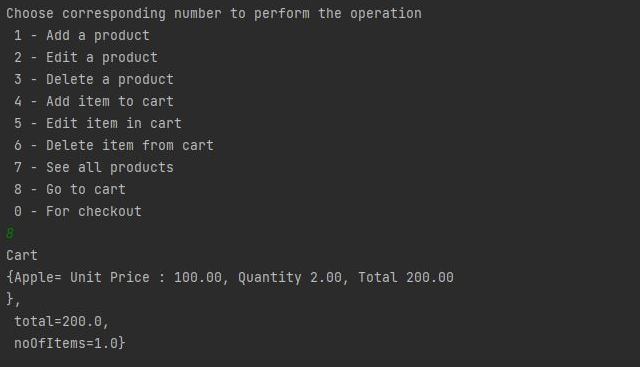 Choose corresponding number to perform the operation
1 - Add a product
2 - Edit a product
3 - Delete a product
4 - Add item to cart
5 - Edit item in cart
6 - Delete item from cart
7 - See all products
8 - Go to cart
0 - For checkout
8
Cart
{Apple= Unit Price : 100.00, Quantity 2.00, Total 200.00
},
total=200.0,
noOfItems=1.0}